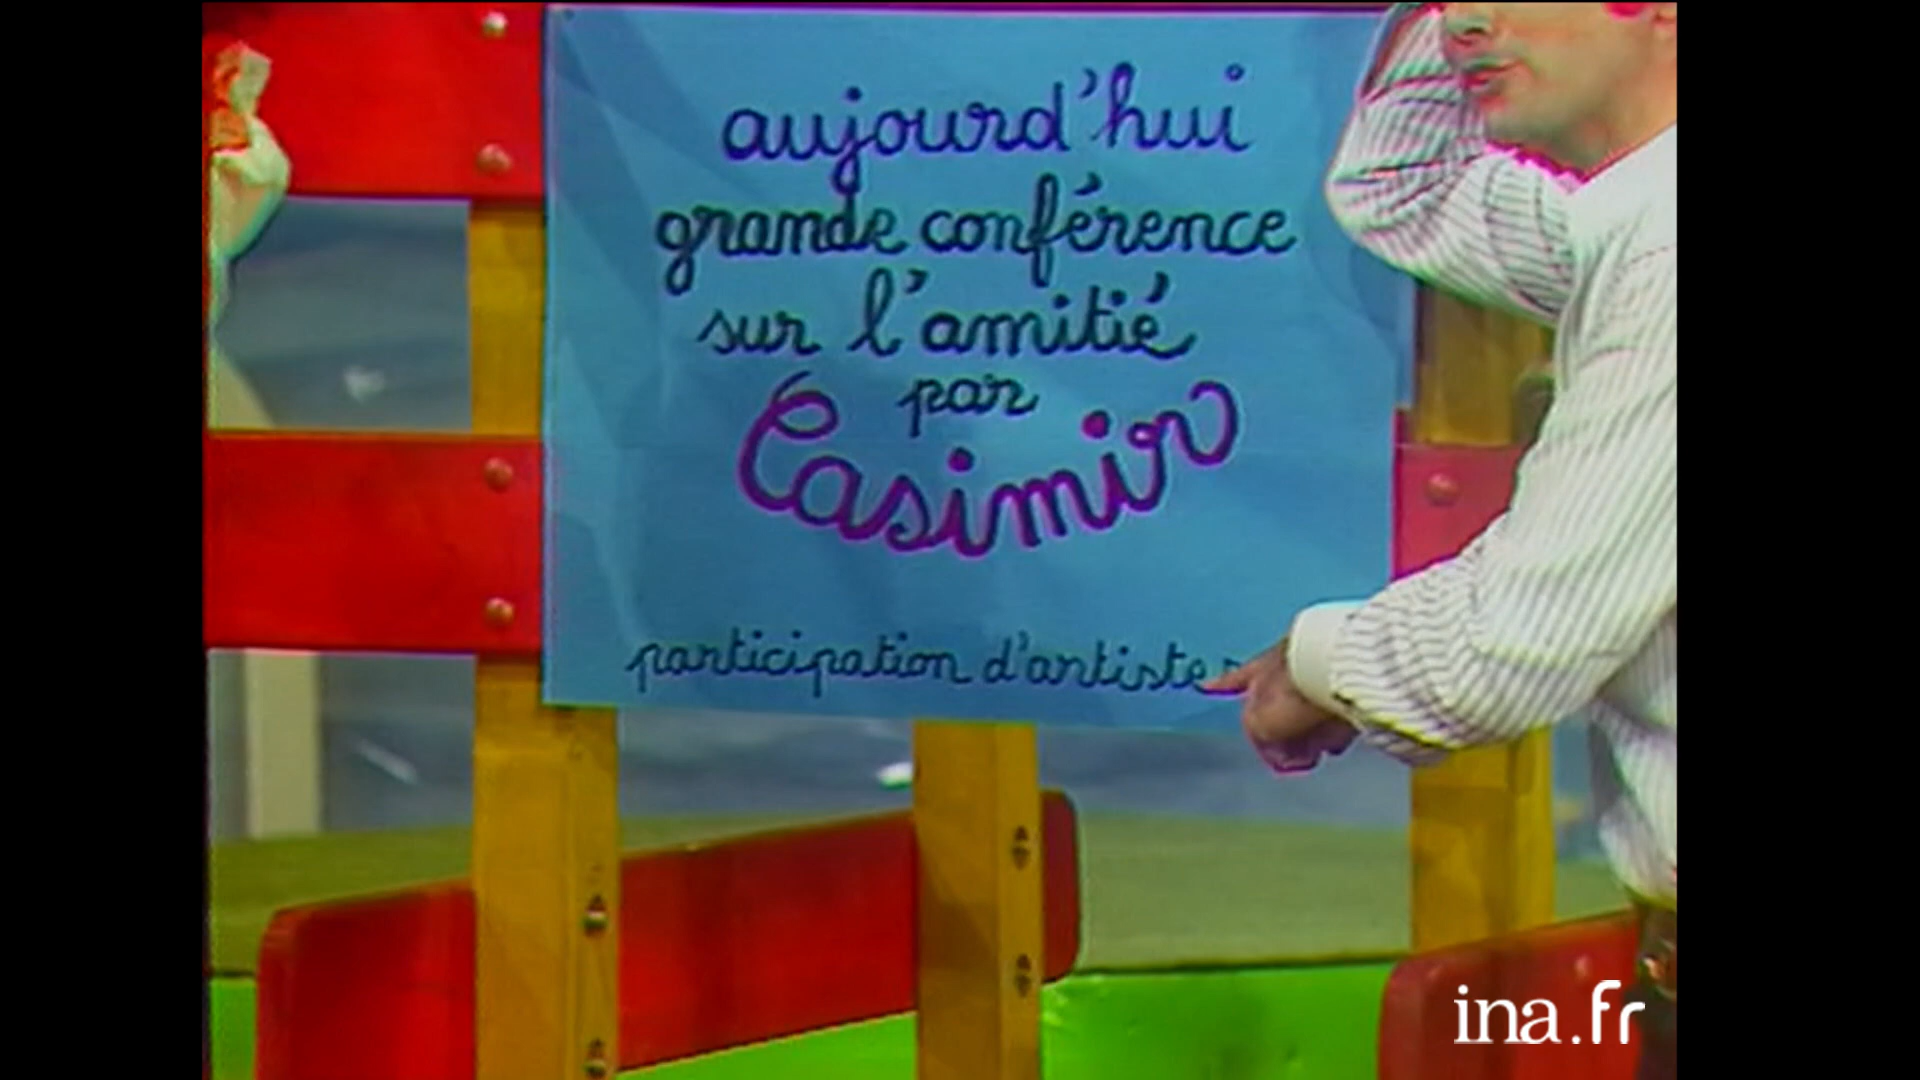 aujourd'hui
grande conférence
sur l'amitié
par
Casimir
participation d'artistes
ina.fr